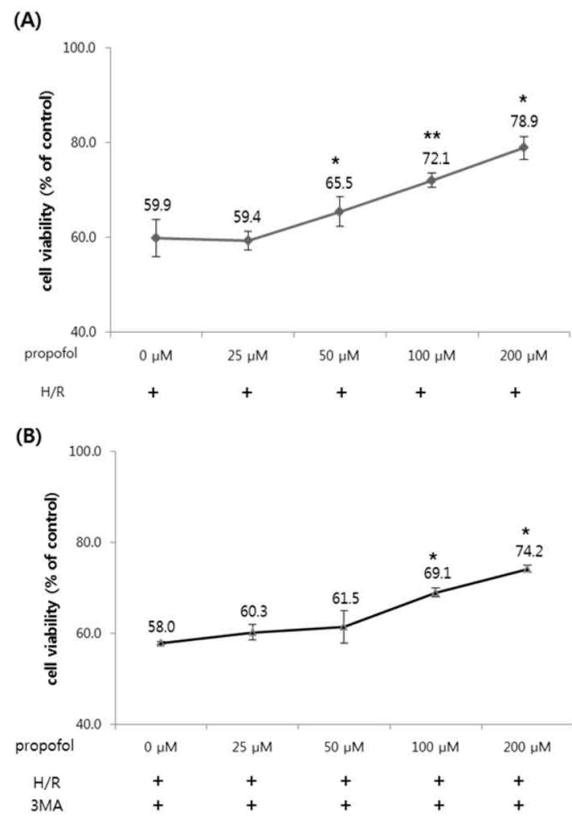 (A)
cell viability (% of control)
100.0
80.0
60.0
40.0
59.9
59.4
*
65.5
**
72.1
*
78.9
propofol 0 μM 25 μM 50 μM 100 μM 200 μM
H/R + + + + +
(B)
cell viability (% of control)
100.0
80.0
60.0
40.0
58.0
60.3
61.5
*
69.1
*
74.2
propofol 0 μM 25 μM 50 μM 100 μM 200 μM
H/R + + + + +
3MA + + + + +